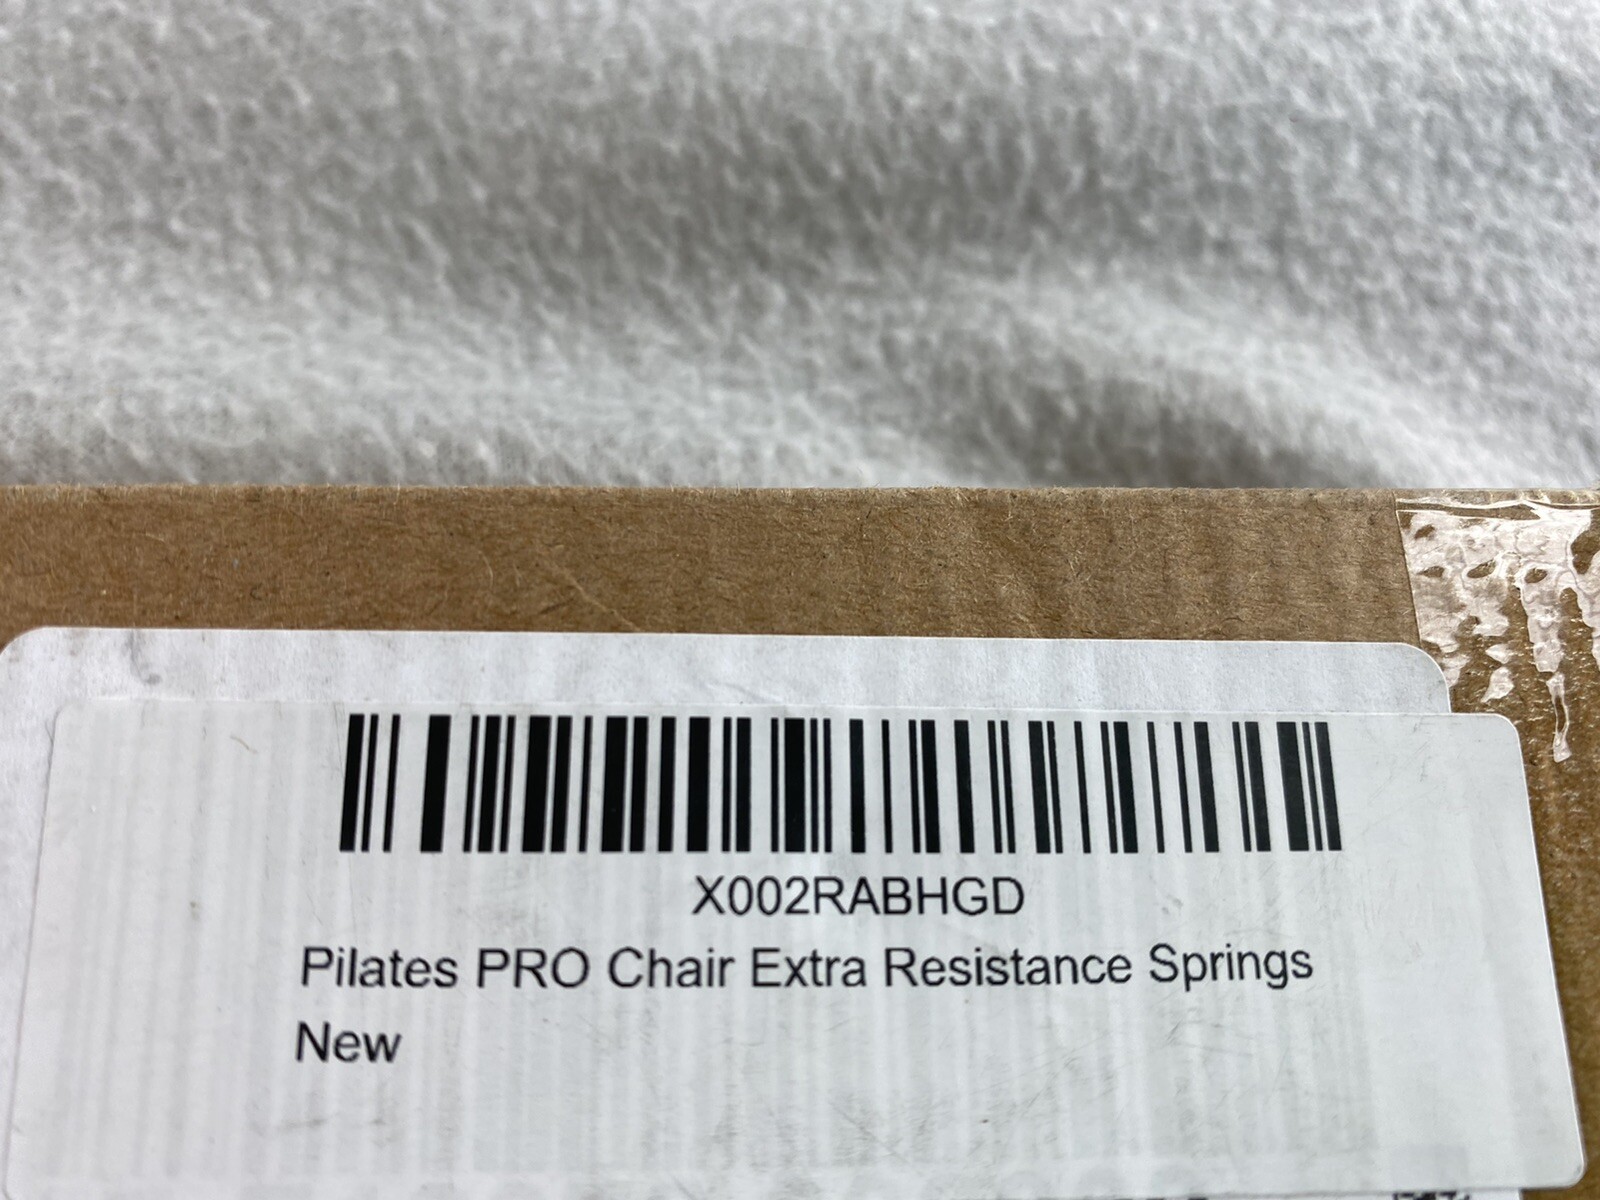 X002RABHGD
Pilates PRO Chair Extra Resistance Springs
New